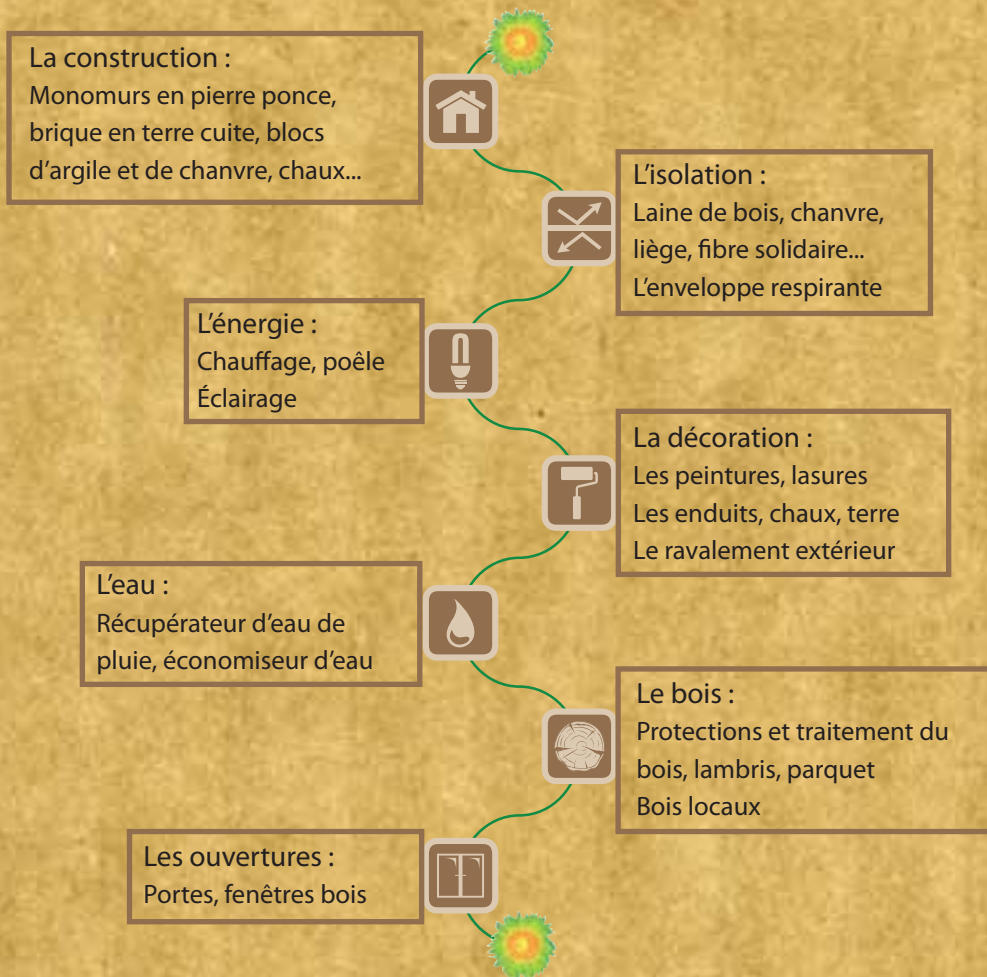 La construction :
Monomurs en pierre ponce,
brique en terre cuite, blocs
d’argile et de chanvre, chaux...
L’isolation :
Laine de bois, chanvre,
liège, fibre solidaire...
L’enveloppe respirante
L’énergie :
Chauffage, poêle
Éclairage
La décoration :
Les peintures, lasures
Les enduits, chaux, terre
Le ravalement extérieur
L’eau :
Récupérateur d’eau de
pluie, économiseur d’eau
Le bois :
Protections et traitement du
bois, lambris, parquet
Bois locaux
Les ouvertures :
Portes, fenêtres bois